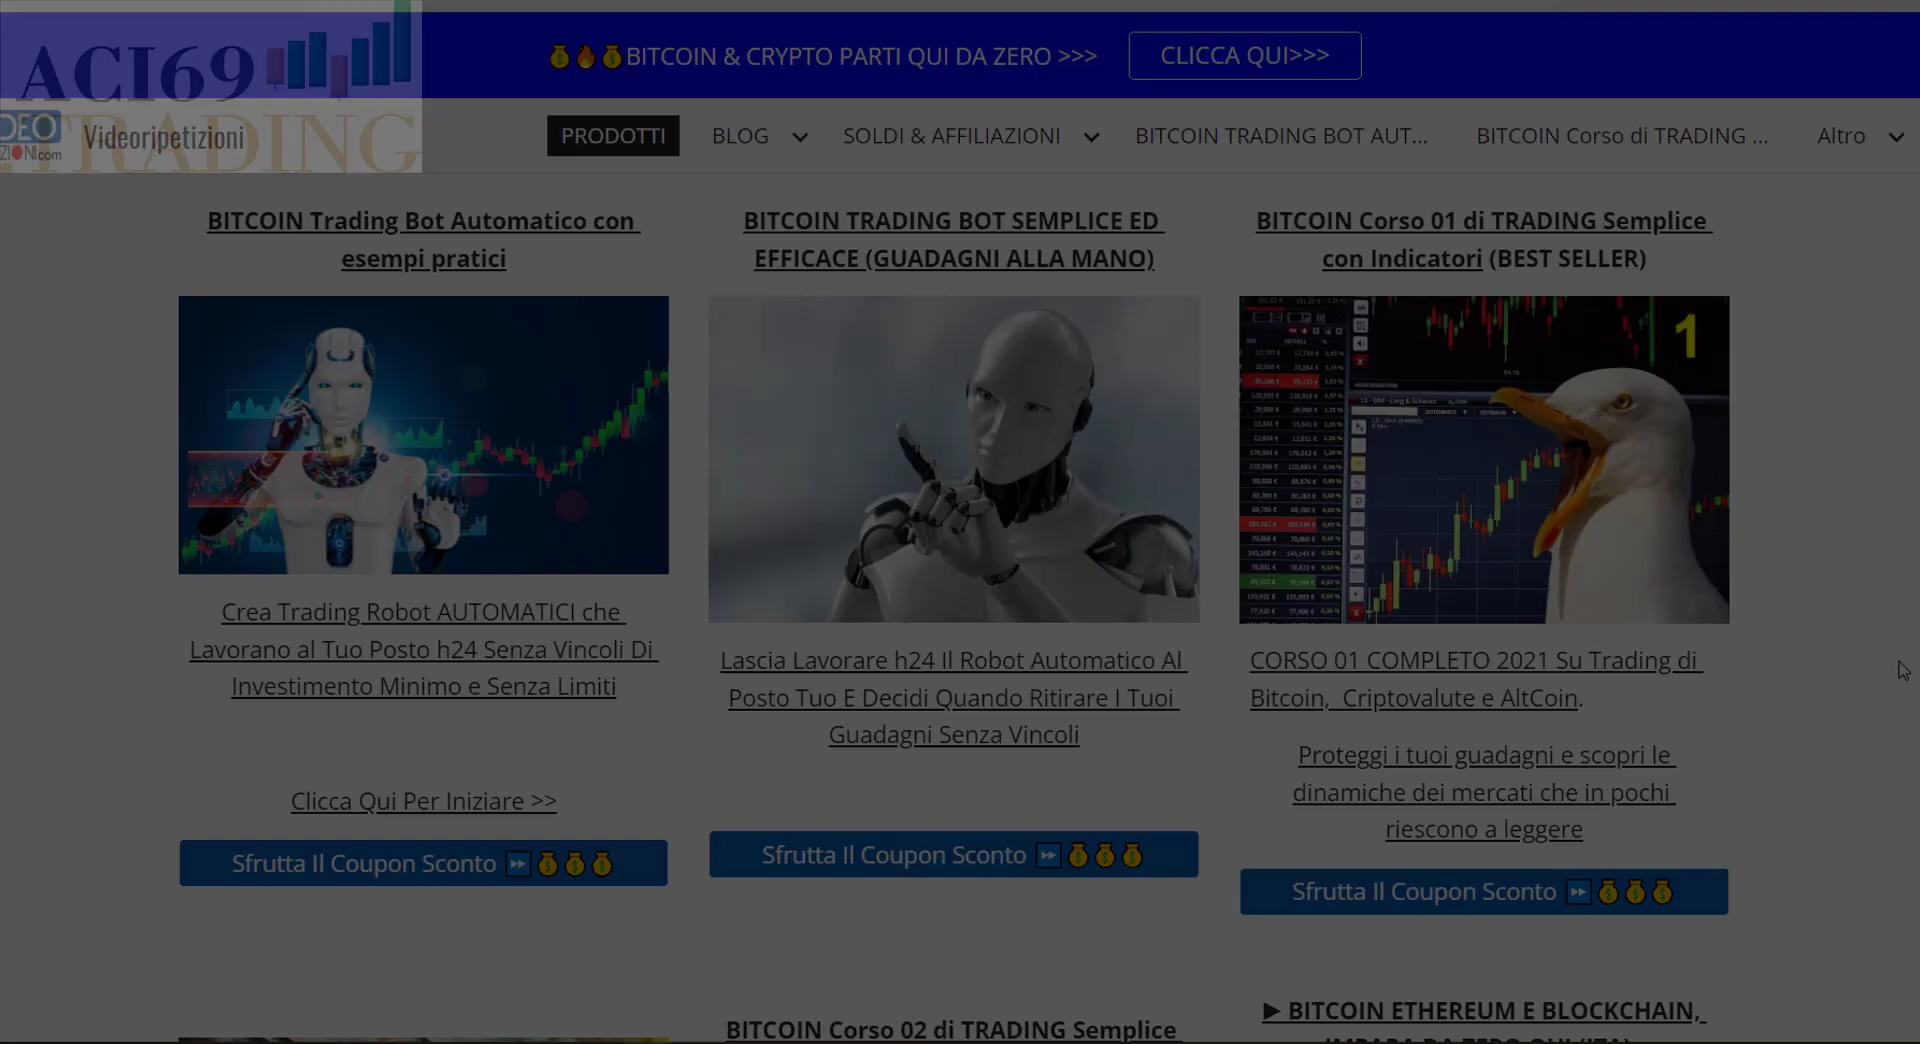 ACI69
.TRADING
DEO
ZIONI.com
Videoripetizioni
💰🔥💰BITCOIN & CRYPTO PARTI QUI DA ZERO >>>
CLICCA QUI>>>
PRODOTTI
BLOG
SOLDI & AFFILIAZIONI
BITCOIN TRADING BOT AUT...
BITCOIN Corso di TRADING ...
Altro
BITCOIN Trading Bot Automatico con
esempi pratici
Crea Trading Robot AUTOMATICI che
Lavorano al Tuo Posto h24 Senza Vincoli Di
Investimento Minimo e Senza Limiti
Clicca Qui Per Iniziare >>
Sfrutta Il Coupon Sconto ⏩💰💰💰
BITCOIN TRADING BOT SEMPLICE ED
EFFICACE (GUADAGNI ALLA MANO)
Lascia Lavorare h24 Il Robot Automatico Al
Posto Tuo E Decidi Quando Ritirare I Tuoi
Guadagni Senza Vincoli
Sfrutta Il Coupon Sconto ⏩💰💰💰
BITCOIN Corso 01 di TRADING Semplice
con Indicatori (BEST SELLER)
1
CORSO 01 COMPLETO 2021 Su Trading di
Bitcoin,  Criptovalute e AltCoin.
Proteggi i tuoi guadagni e scopri le
dinamiche dei mercati che in pochi
riescono a leggere
Sfrutta Il Coupon Sconto ⏩💰💰💰
BITCOIN Corso 02 di TRADING Semplice
▶ BITCOIN ETHEREUM E BLOCKCHAIN,